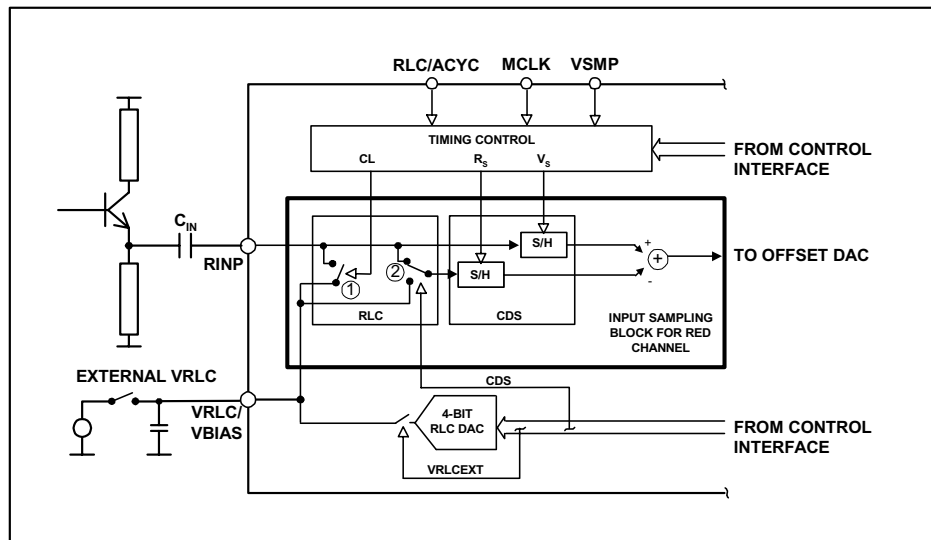 RLC/ACYC MCLK VSMP
TIMING CONTROL
CL RS VS
FROM CONTROL
INTERFACE
CIN
RINP
1
2
S/H
S/H
+
+
-
TO OFFSET DAC
RLC
CDS
INPUT SAMPLING
BLOCK FOR RED
CHANNEL
EXTERNAL VRLC
VRLC/
VBIAS
CDS
4-BIT
RLC DAC
VRLCEXT
FROM CONTROL
INTERFACE